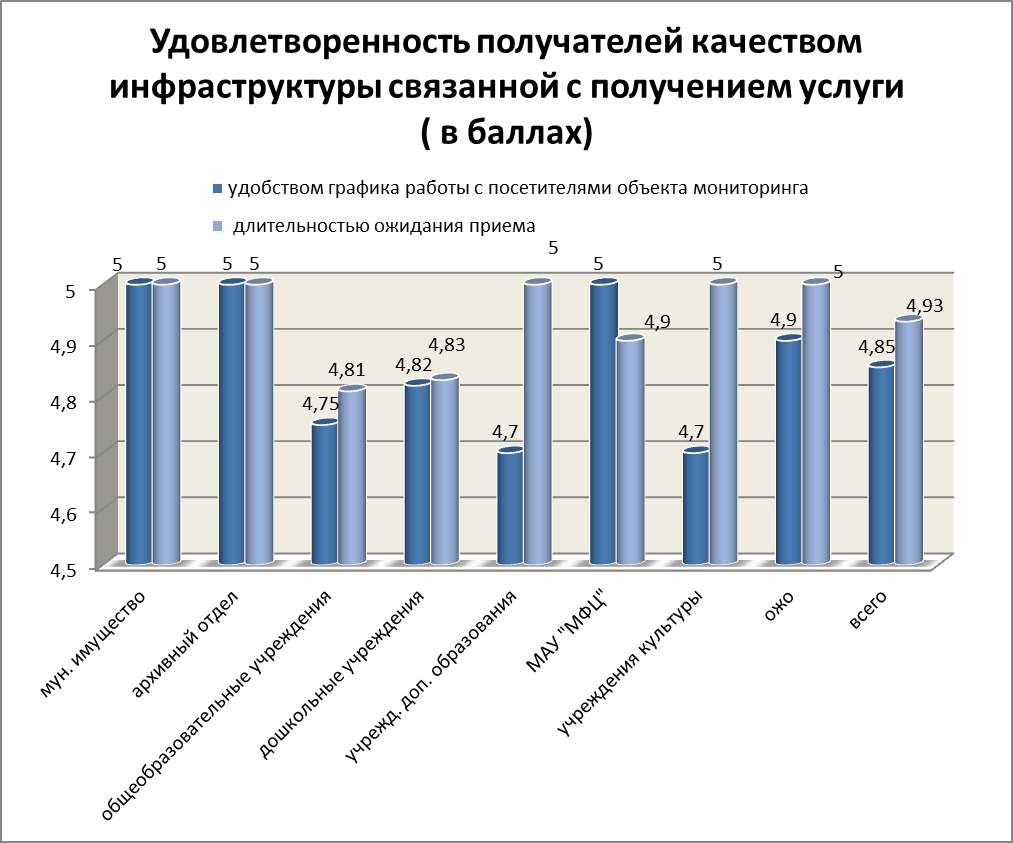 Удовлетворенность получателей качеством
инфраструктуры связанной с получением услуги
( в баллах)
удобством графика работы с посетителями объекта мониторинга
длительностью ожидания приема
5
4,9
4,8
4,7
4,6
4,5
5
5
5
5
4,75
4,81
4,82
4,83
4,7
5
5
4,9
4,7
5
4,9
5
4,85
4,93
мун. имущество
архивный отдел
общеобразовательные учреждения
дошкольные учреждения
учрежд. доп. образования
МАУ "МФЦ"
учреждения культуры
ожо
всего